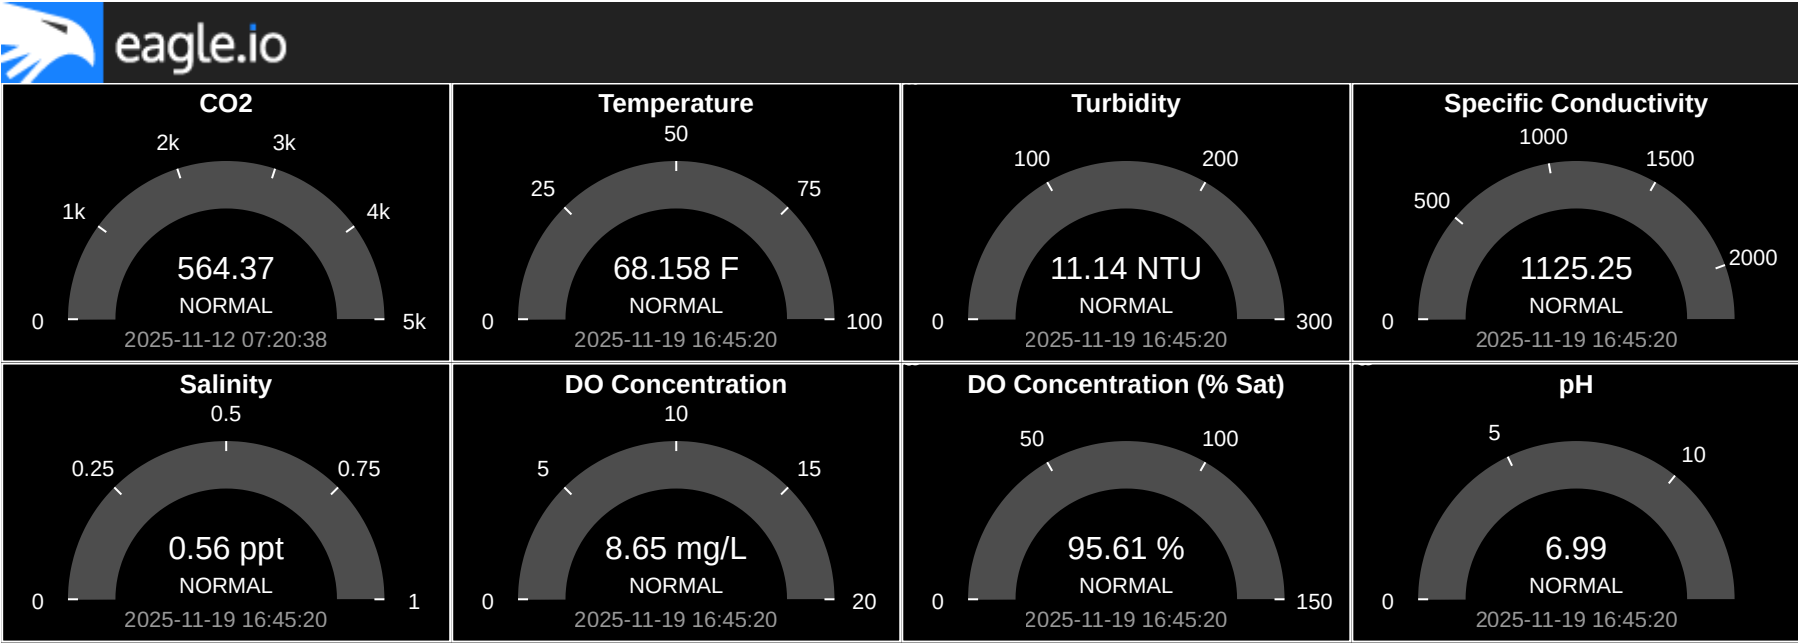 eagle.io
CO2
0
1k
2k
3k
4k
5k
564.37
NORMAL
2025-11-12 07:20:38
Temperature
0
25
50
75
100
68.158 F
NORMAL
2025-11-19 16:45:20
Turbidity
0
100
200
300
11.14 NTU
NORMAL
2025-11-19 16:45:20
Specific Conductivity
0
500
1000
1500
2000
1125.25
NORMAL
2025-11-19 16:45:20
Salinity
0
0.25
0.5
0.75
1
0.56 ppt
NORMAL
2025-11-19 16:45:20
DO Concentration
0
5
10
15
20
8.65 mg/L
NORMAL
2025-11-19 16:45:20
DO Concentration (% Sat)
0
50
100
150
95.61 %
NORMAL
2025-11-19 16:45:20
pH
0
5
10
6.99
NORMAL
2025-11-19 16:45:20